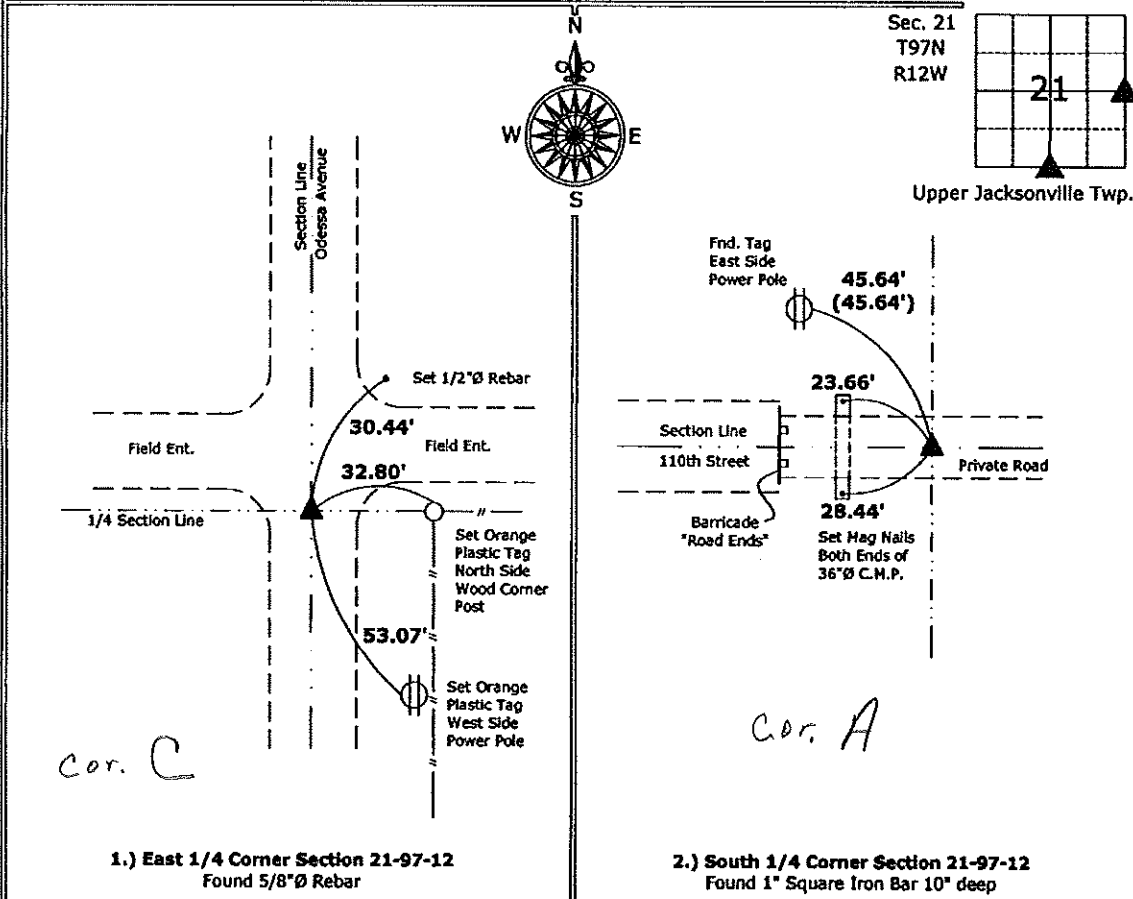 N
W
E
S
Sec. 21
T97N
R12W
21
Upper Jacksonville Twp.
Section Line
Odessa Avenue
Set 1/2"Ø Rebar
30.44'
Field Ent.
Field Ent.
32.80'
1/4 Section Line
Set Orange
Plastic Tag
North Side
Wood Corner
Post
53.07'
Set Orange
Plastic Tag
West Side
Power Pole
cor. C
1.) East 1/4 Corner Section 21-97-12
Found 5/8"Ø Rebar
Fnd. Tag
East Side
Power Pole
45.64'
(45.64')
23.66'
Section Line
110th Street
Private Road
28.44'
Barricade
"Road Ends"
Set Mag Nails
Both Ends of
36"Ø C.M.P.
Cor. A
2.) South 1/4 Corner Section 21-97-12
Found 1" Square Iron Bar 10" deep